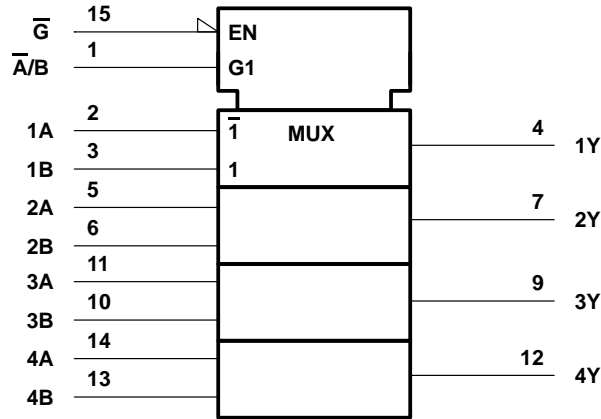 G̅ 15 EN
A̅/B 1 G1
1A 2 1̅ MUX 4 1Y
1B 3 1
2A 5 7 2Y
2B 6
3A 11 9 3Y
3B 10
4A 14 12 4Y
4B 13